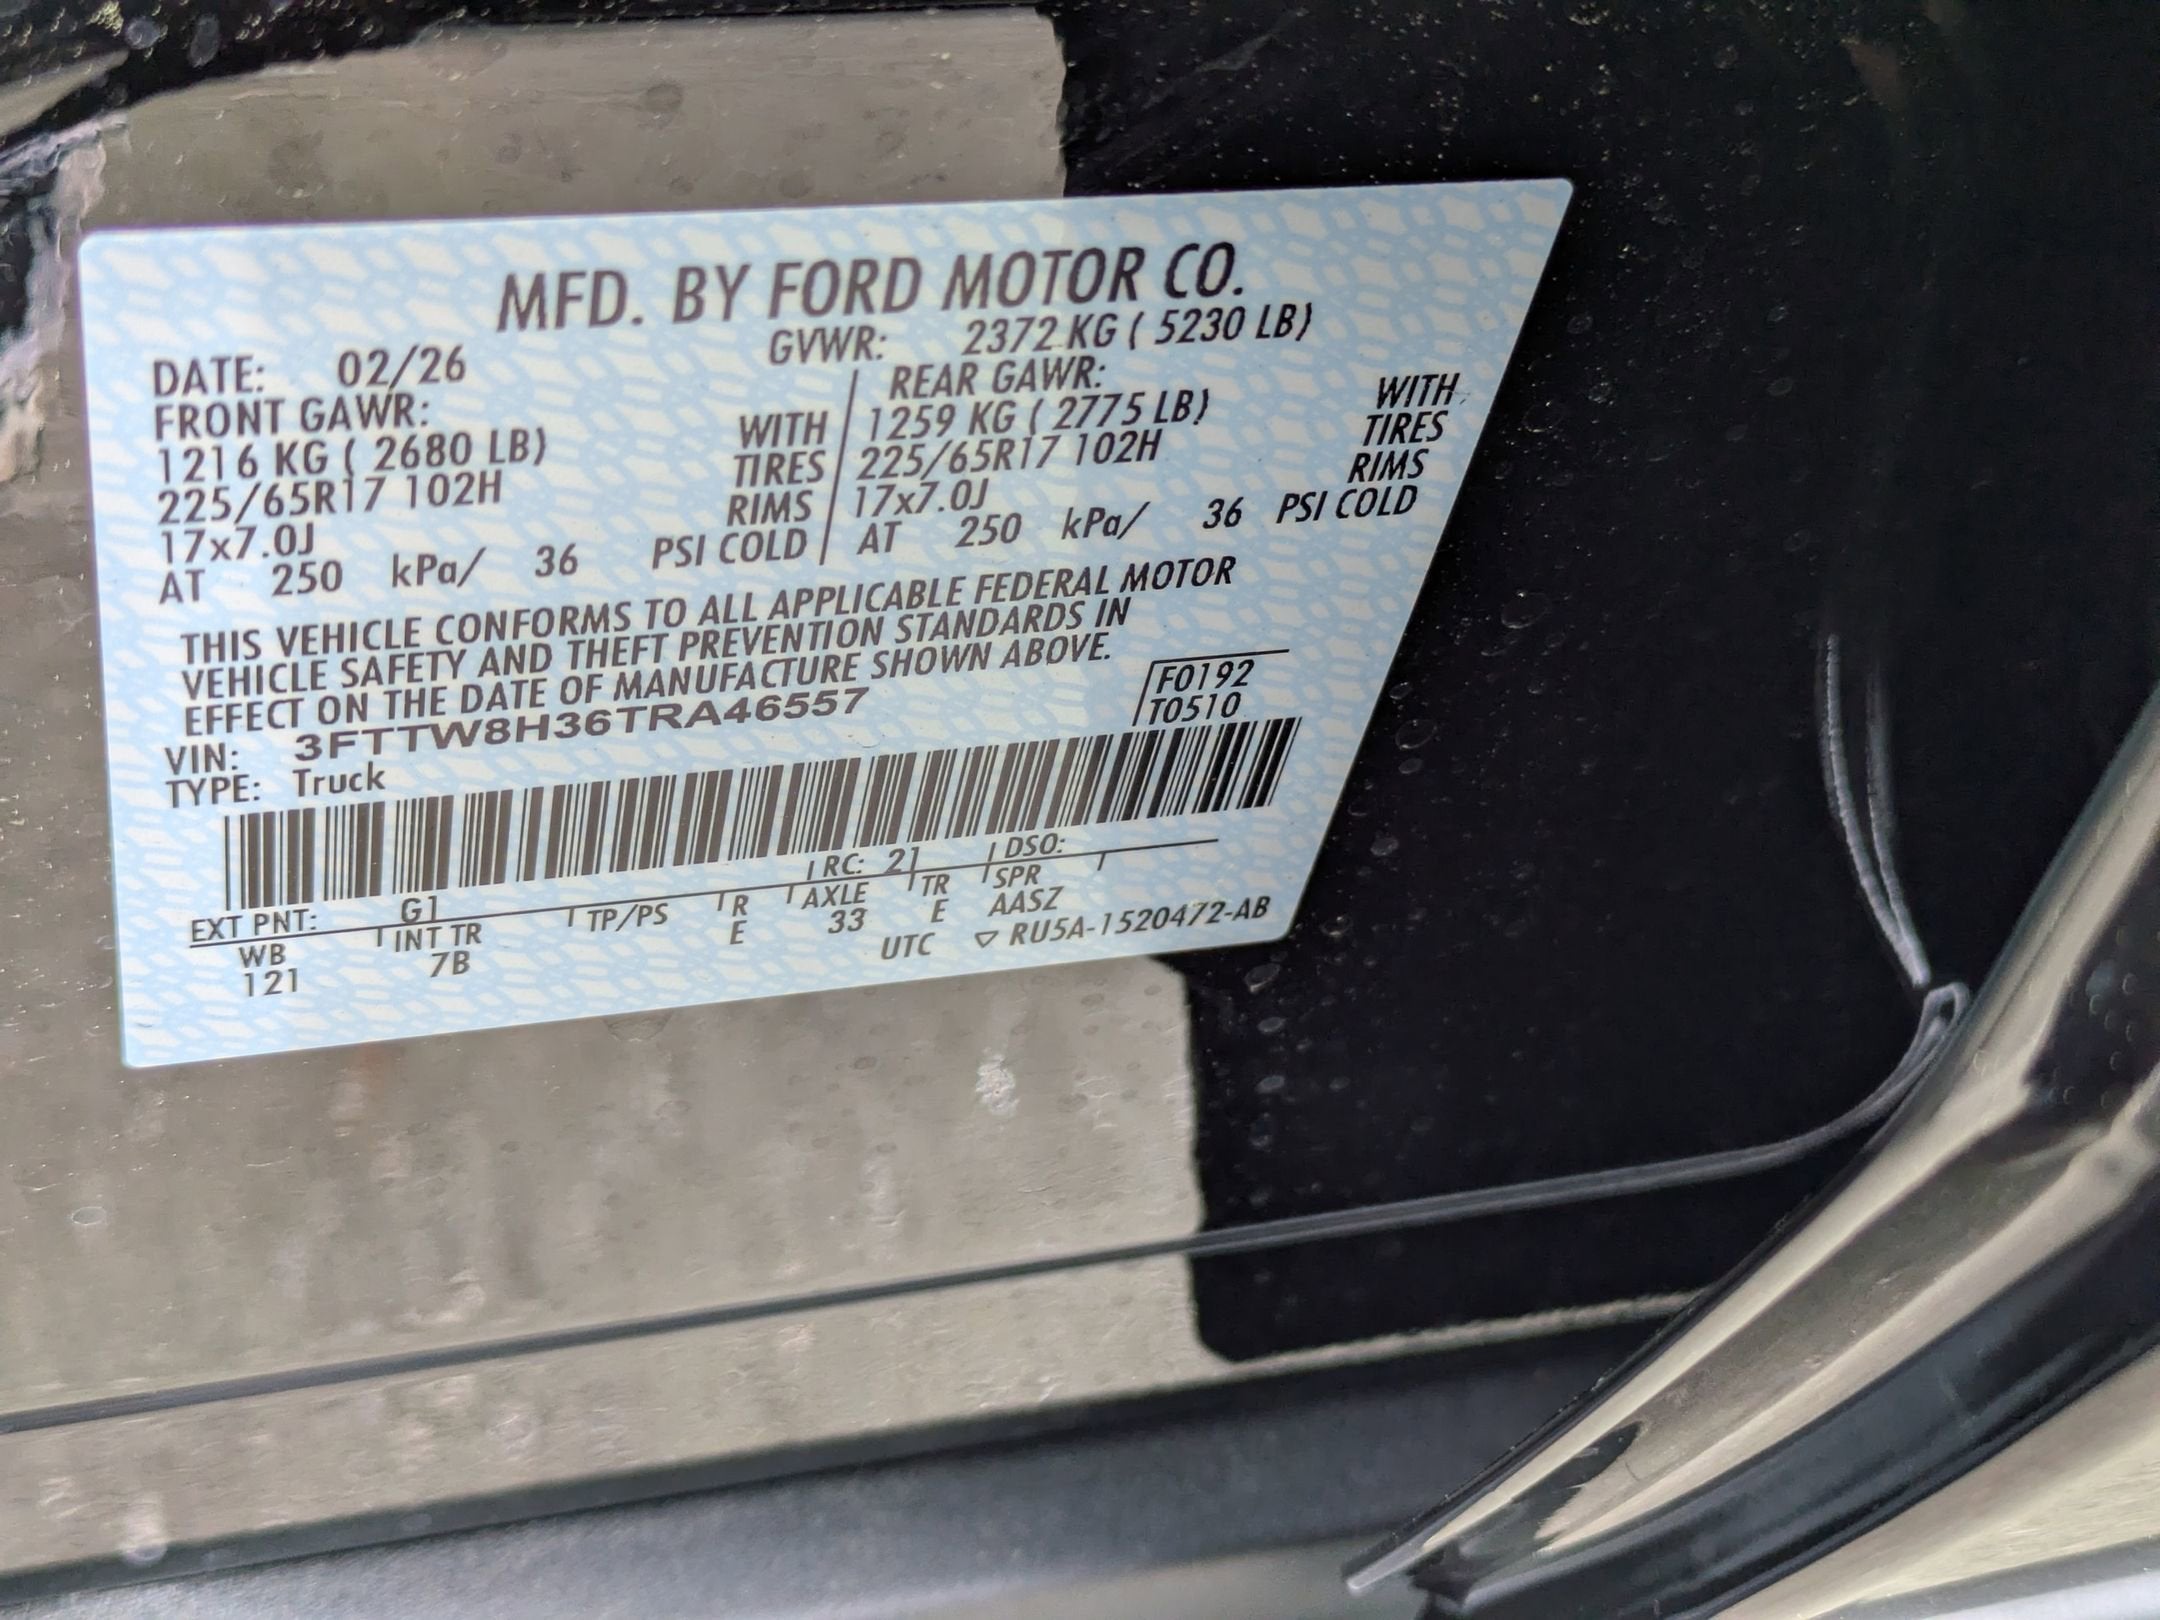 MFD. BY FORD MOTOR CO.
DATE: 02/26 GVWR: 2372 KG ( 5230 LB)
FRONT GAWR: REAR GAWR:
1216 KG ( 2680 LB) WITH 1259 KG ( 2775 LB) WITH
225/65R17 102H TIRES 225/65R17 102H TIRES
17x7.0J RIMS 17x7.0J RIMS
AT 250 kPa/ 36 PSI COLD AT 250 kPa/ 36 PSI COLD
THIS VEHICLE CONFORMS TO ALL APPLICABLE FEDERAL MOTOR
VEHICLE SAFETY AND THEFT PREVENTION STANDARDS IN
EFFECT ON THE DATE OF MANUFACTURE SHOWN ABOVE.
F0192
T0510
VIN: 3FTTW8H36TRA46557
TYPE: Truck
EXT PNT: G1 RC: 21 DSO:
WB INT TR TP/PS R AXLE TR SPR
121 7B E 33 E AASZ
UTC ▽ RU5A-1520472-AB